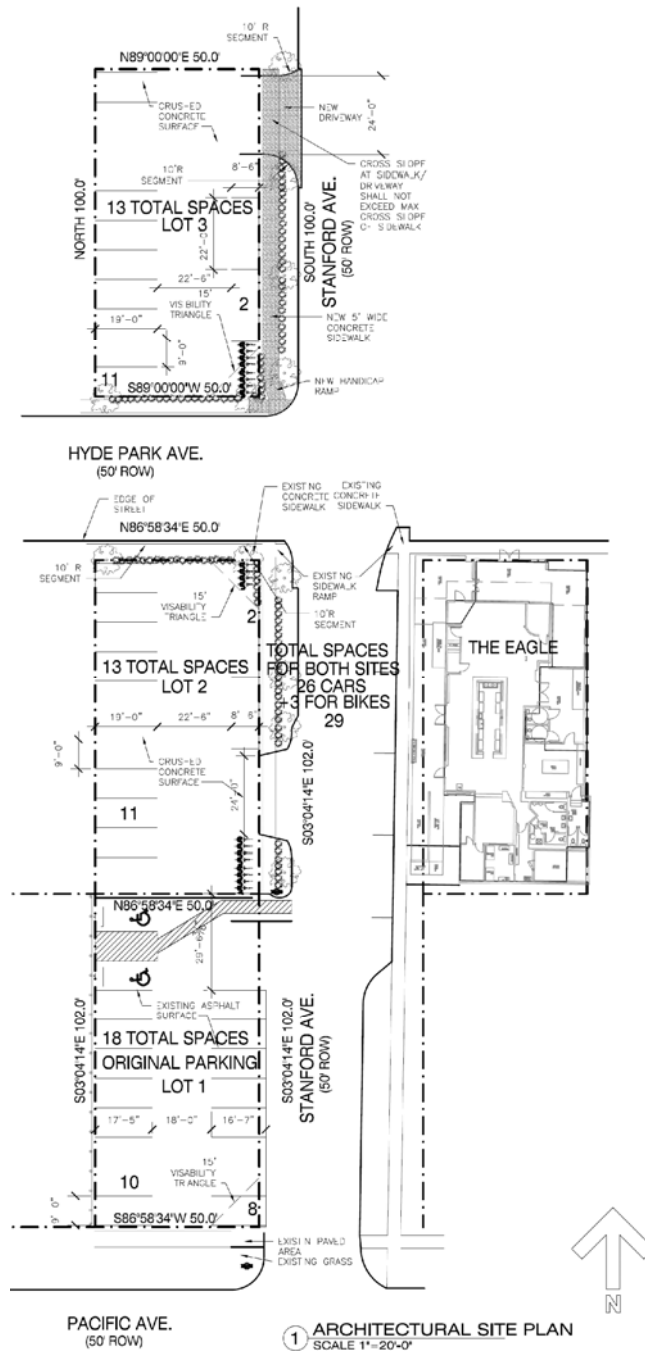 10' R
SEGMENT
N89°00'00"E 50.0'
CRUS-ED
CONCRETE
SURFACE
NEW
DRIVEWAY
24'-0"
10'R
SEGMENT
8'-6"
CROSS SLOPE
AT SIDEWALK/
DRIVEWAY
SHALL NOT
EXCEED MAX
CROSS SLOPE
OF SIDEWALK
NORTH 100.0'
13 TOTAL SPACES
LOT 3
22'-0"
SOUTH 100.0'
STANFORD AVE.
(50' ROW)
22'-6"
15'
VISIBILITY
TRIANGLE
2
19'-0"
9'-0"
NEW 5' WIDE
CONCRETE
SIDEWALK
11
S89°00'00"W 50.0'
NEW HANDICAP
RAMP
HYDE PARK AVE.
(50' ROW)
EDGE OF
STREET
N86°58'34"E 50.0'
EXISTING
CONCRETE
SIDEWALK
EXISTING
CONCRETE
SIDEWALK
10' R
SEGMENT
15'
VISABILITY
TRIANGLE
EXISTING
SIDEWALK
RAMP
10'R
SEGMENT
2
13 TOTAL SPACES
LOT 2
TOTAL SPACES
FOR BOTH SITES
26 CARS
+3 FOR BIKES
29
THE EAGLE
19'-0"
22'-6"
8' 6"
9'-0"
CRUS-ED
CONCRETE
SURFACE
24'-0"
11
S03°04'14"E 102.0'
N86°58'34"E 50.0'
29'-6"
EXISTING ASPHALT
SURFACE
S03°04'14"E 102.0'
18 TOTAL SPACES
ORIGINAL PARKING
LOT 1
S03°04'14"E 102.0'
STANFORD AVE.
(50' ROW)
17'-5"
18'-0"
16'-7"
10
15'
VISABILITY
TRIANGLE
9' 0"
S86°58'34"W 50.0'
8
EXISTIN PAVED
AREA
EXISTING GRASS
N
PACIFIC AVE.
(50' ROW)
1 ARCHITECTURAL SITE PLAN
SCALE 1"=20'-0"